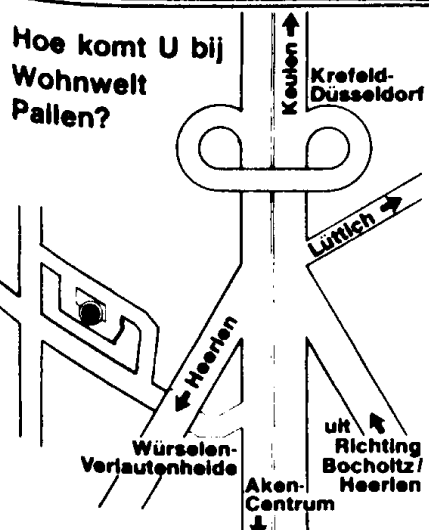 Hoe komt U bij
Wohnwelt
Pallen?
Keulen
Krefeld-
Düsseldorf
Lüttich
Heerlen
Würselen-
Verlautenheide
Aken-
Centrum
uit
Richting
Bocholtz/
Heerlen